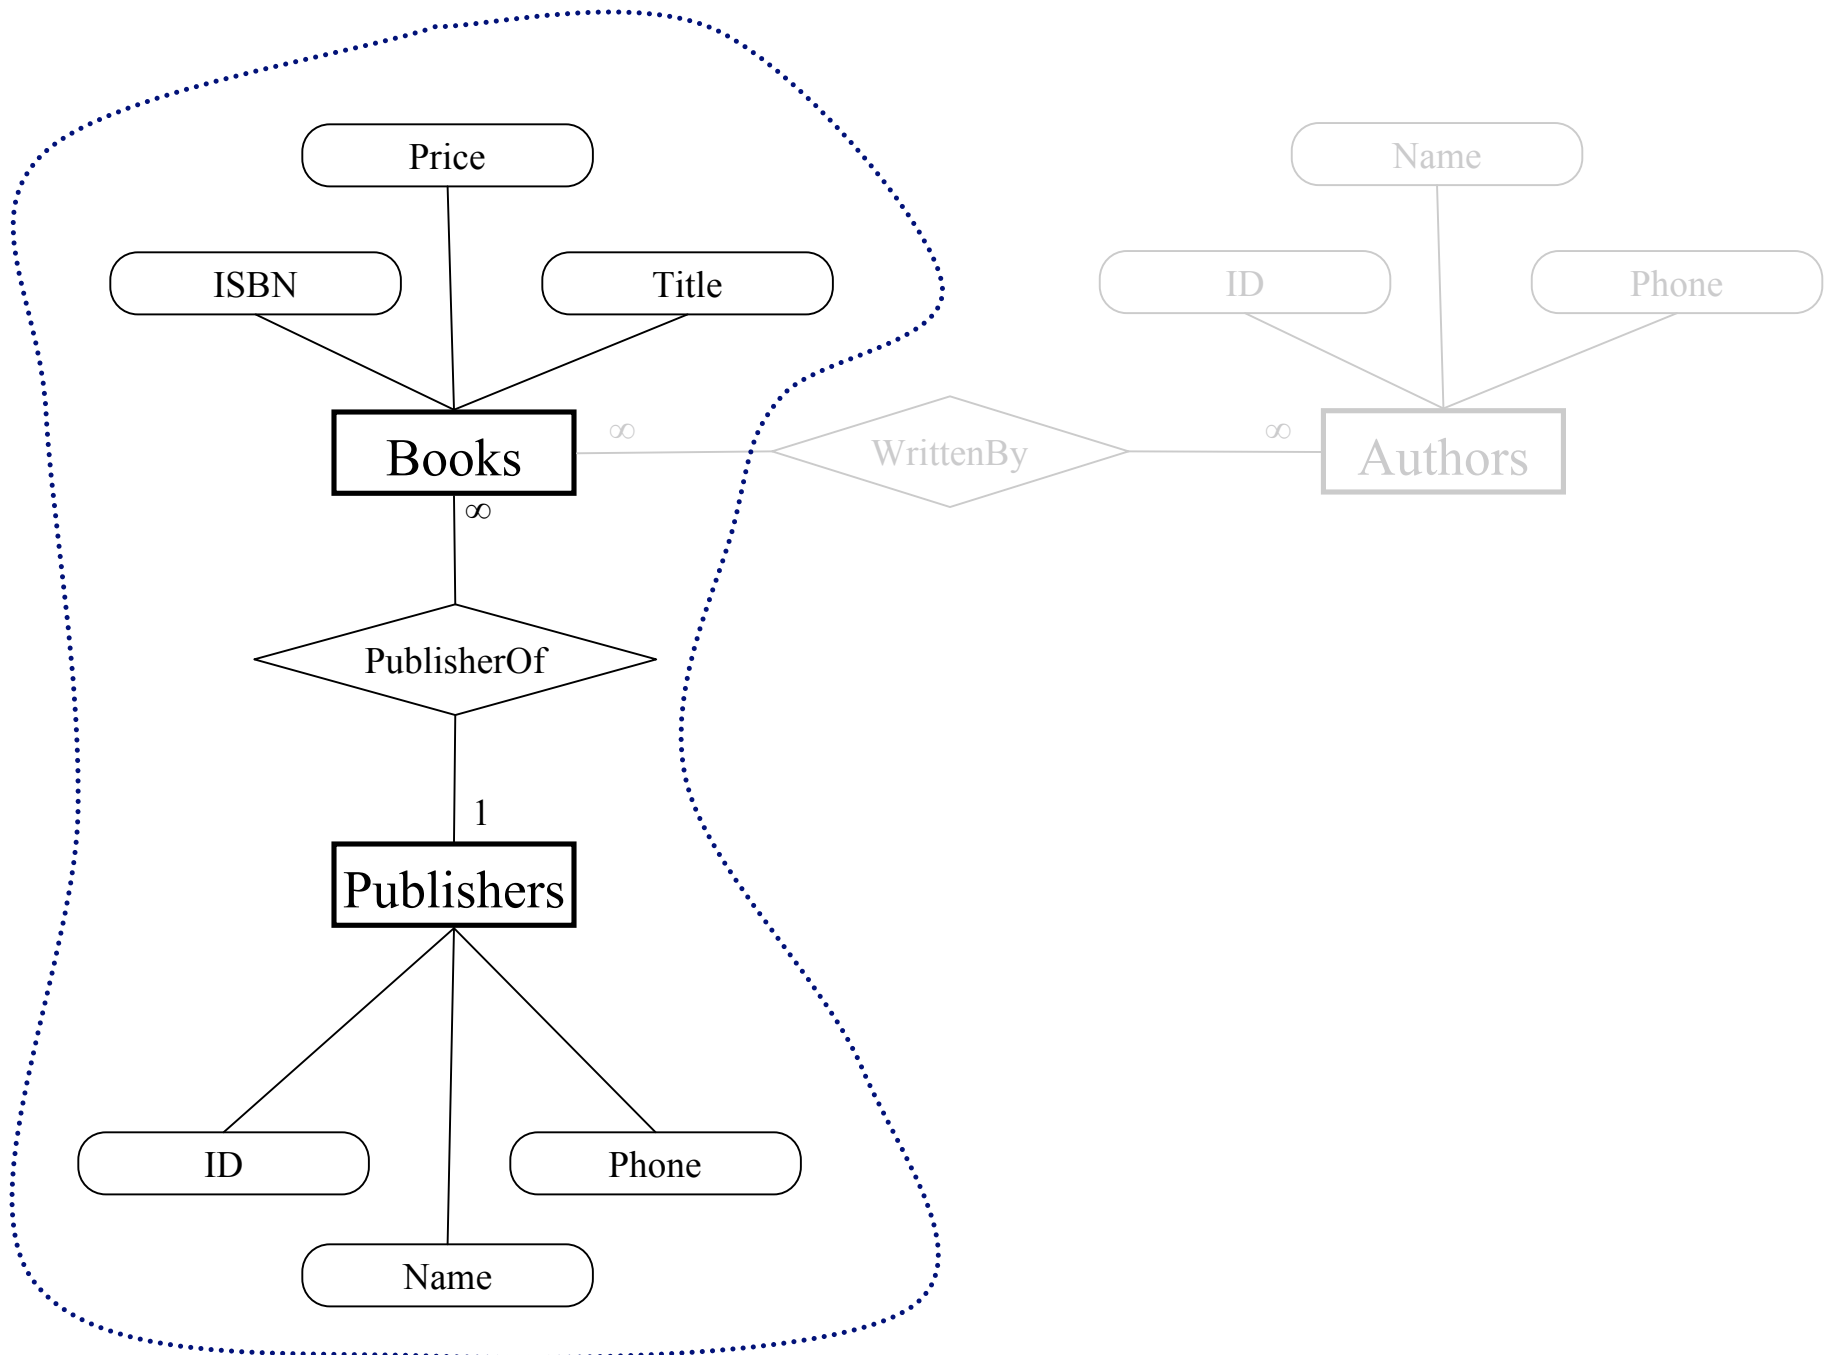 Price
Name
ISBN
Title
ID
Phone
∞
∞
Books
WrittenBy
Authors
∞
PublisherOf
1
Publishers
ID
Phone
Name